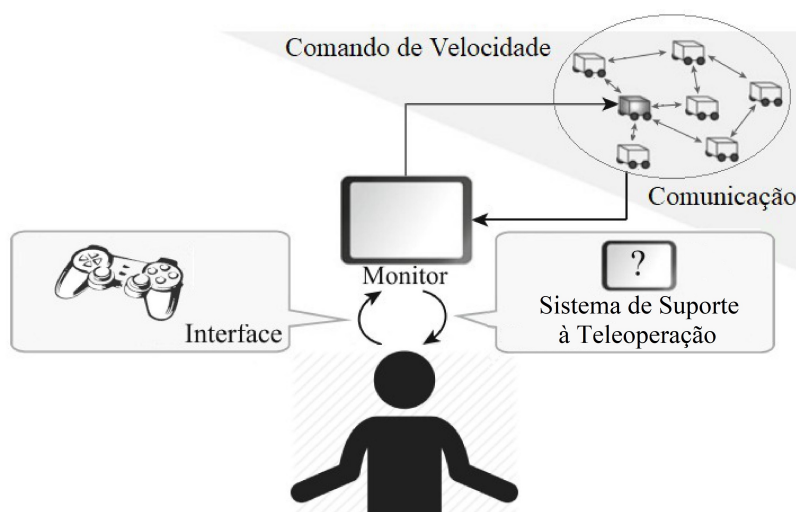 Comando de Velocidade
Comunicação
Monitor
Interface
?
Sistema de Suporte
à Teleoperação